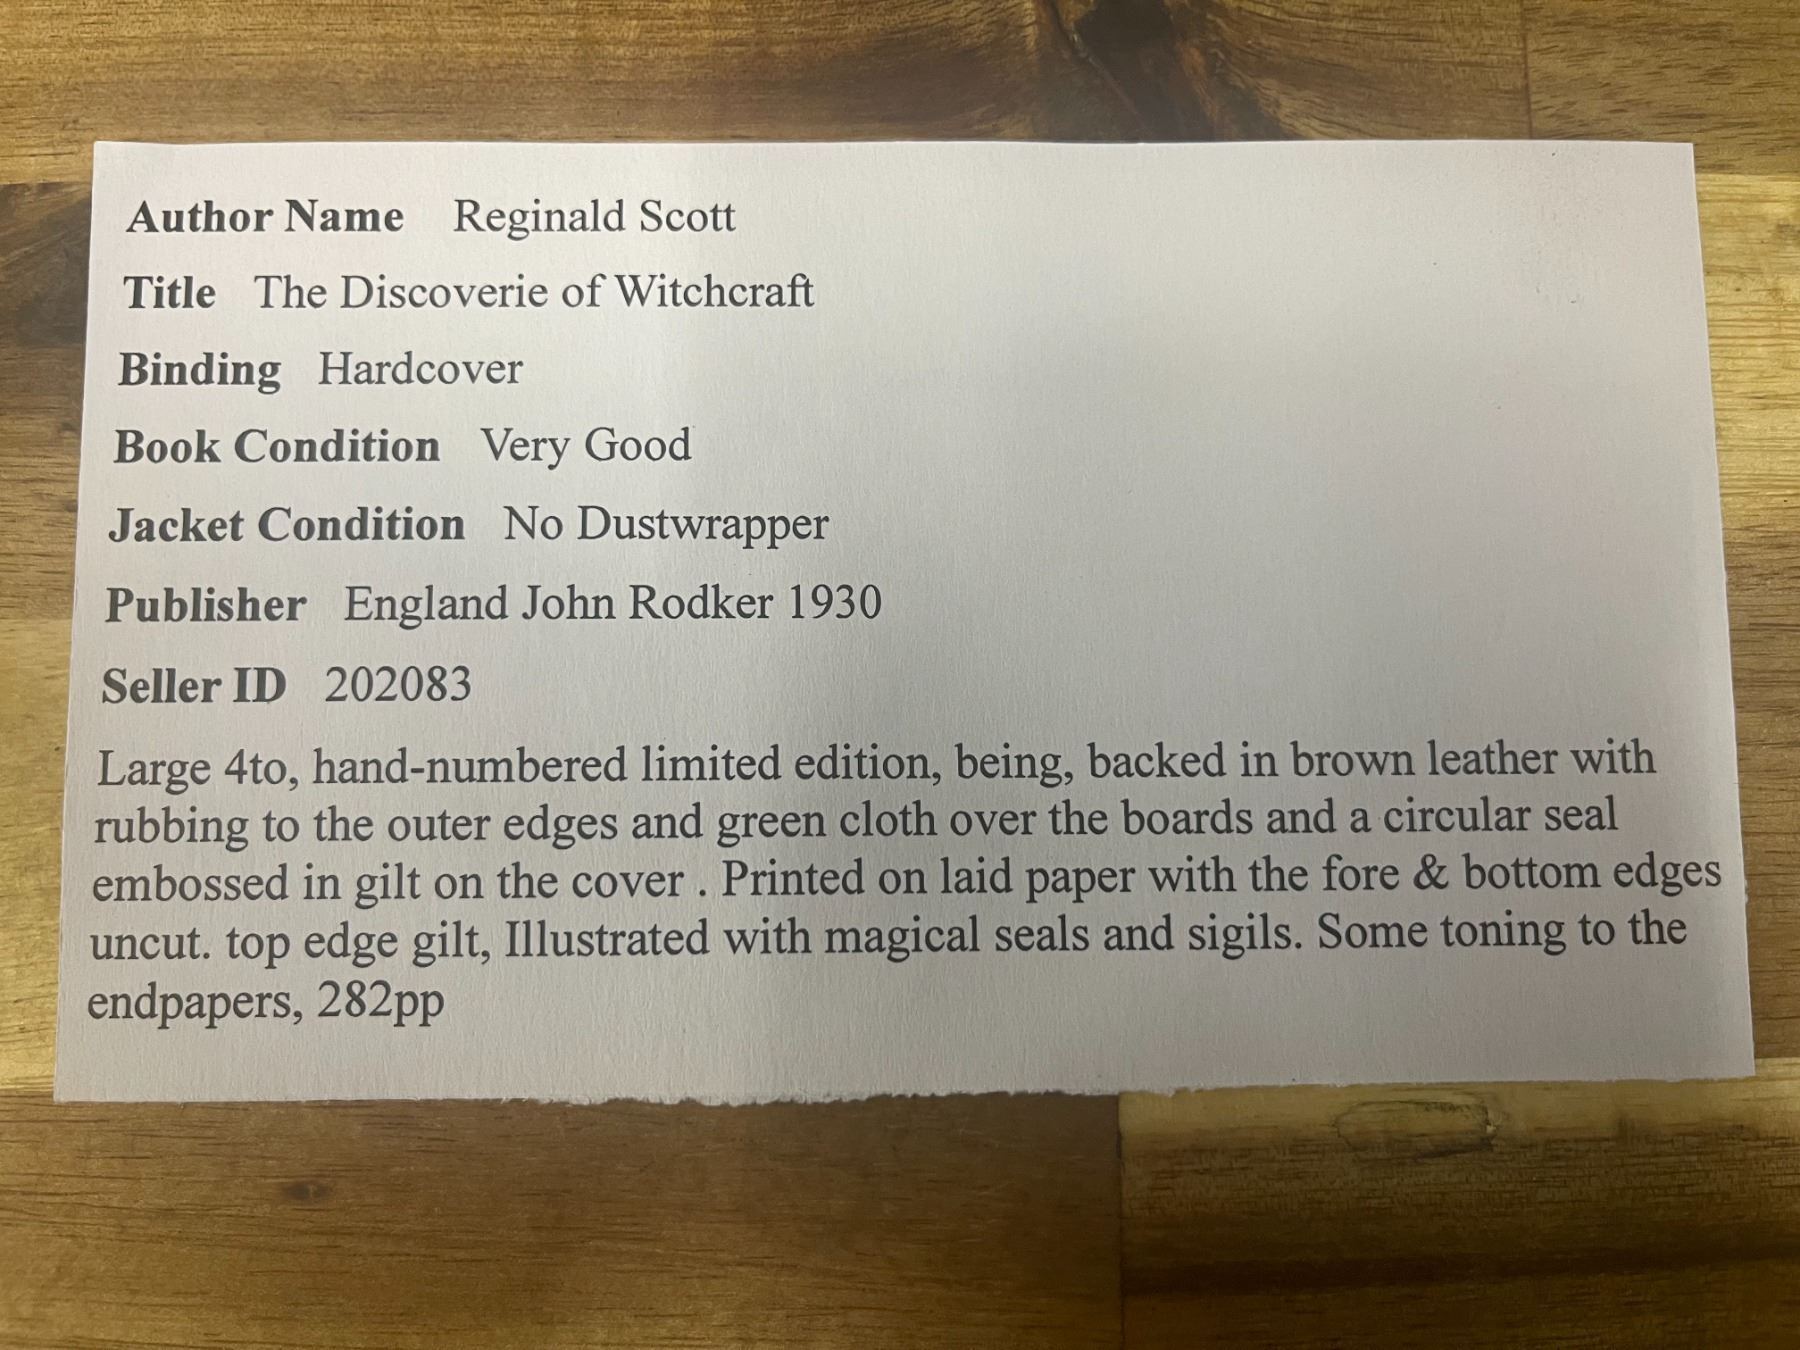 Author Name Reginald Scott
Title The Discoverie of Witchcraft
Binding Hardcover
Book Condition Very Good
Jacket Condition No Dustwrapper
Publisher England John Rodker 1930
Seller ID 202083
Large 4to, hand-numbered limited edition, being, backed in brown leather with
rubbing to the outer edges and green cloth over the boards and a circular seal
embossed in gilt on the cover . Printed on laid paper with the fore & bottom edges
uncut. top edge gilt, Illustrated with magical seals and sigils. Some toning to the
endpapers, 282pp